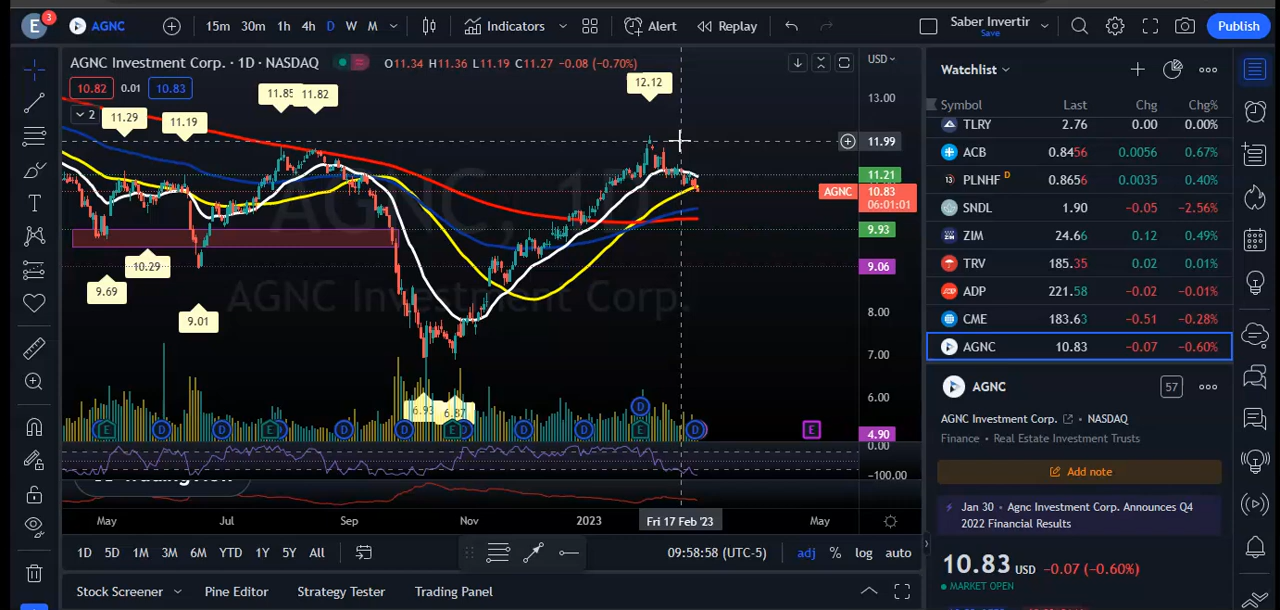 E 3 AGNC 15m 30m 1h 4h D W M Indicators Alert Replay Saber Invertir Save Publish
AGNC Investment Corp. · 1D · NASDAQ O11.34 H11.36 L11.19 C11.27 -0.08 (-0.70%) USD
10.82 0.01 10.83
2
11.29
11.19
11.85
11.82
12.12
10.29
9.69
9.01
6.93
6.87
AGNC, 1D
AGNC Investment Corp.
13.00
11.99
11.21
AGNC 10.83
06:01:01
9.93
9.06
8.00
7.00
6.00
4.90
0.00
-100.00
E D D E D D E D D D D E D E
May Jul Sep Nov 2023 Fri 17 Feb '23 May
1D 5D 1M 3M 6M YTD 1Y 5Y All 09:58:58 (UTC-5) adj % log auto
Stock Screener Pine Editor Strategy Tester Trading Panel
Watchlist
Symbol Last Chg Chg%
TLRY 2.76 0.00 0.00%
ACB 0.8456 0.0056 0.67%
PLNHF D 0.8656 0.0035 0.40%
SNDL 1.90 -0.05 -2.56%
ZIM 24.66 0.12 0.49%
TRV 185.35 0.02 0.01%
ADP 221.58 -0.02 -0.01%
CME 183.63 -0.51 -0.28%
AGNC 10.83 -0.07 -0.60%
AGNC 57
AGNC Investment Corp. · NASDAQ
Finance · Real Estate Investment Trusts
Add note
Jan 30 · Agnc Investment Corp. Announces Q4
2022 Financial Results
10.83 USD -0.07 (-0.60%)
MARKET OPEN